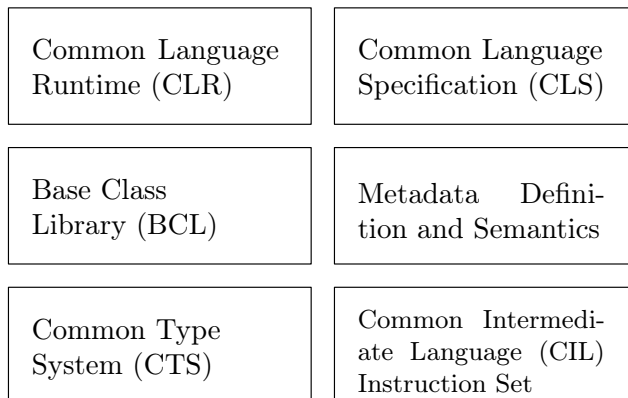 Common Language
Runtime (CLR)
Common Language
Specification (CLS)
Base Class
Library (BCL)
Metadada Defini-
tion and Semantics
Common Type
System (CTS)
Common Intermedi-
ate Language (CIL)
Instruction Set